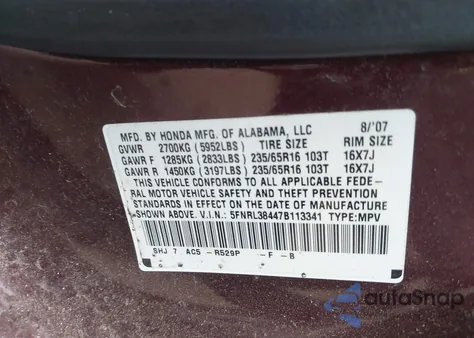 MFD. BY HONDA MFG. OF ALABAMA, LLC 8/'07
GVWR 2700KG (5952LBS) TIRE SIZE RIM SIZE
GAWR F 1285KG (2833LBS) 235/65R16 103T 16X7J
GAWR R 1450KG (3197LBS) 235/65R16 103T 16X7J
THIS VEHICLE CONFORMS TO ALL APPLICABLE FEDE-
RAL MOTOR VEHICLE SAFETY AND THEFT PREVENTION
STANDARDS IN EFFECT ON THE DATE OF MANUFACTURE
SHOWN ABOVE. V.I.N: 5FNRL38447B113341 TYPE:MPV
SHJ 7 AC5 -R529P -F -B
autoSnap